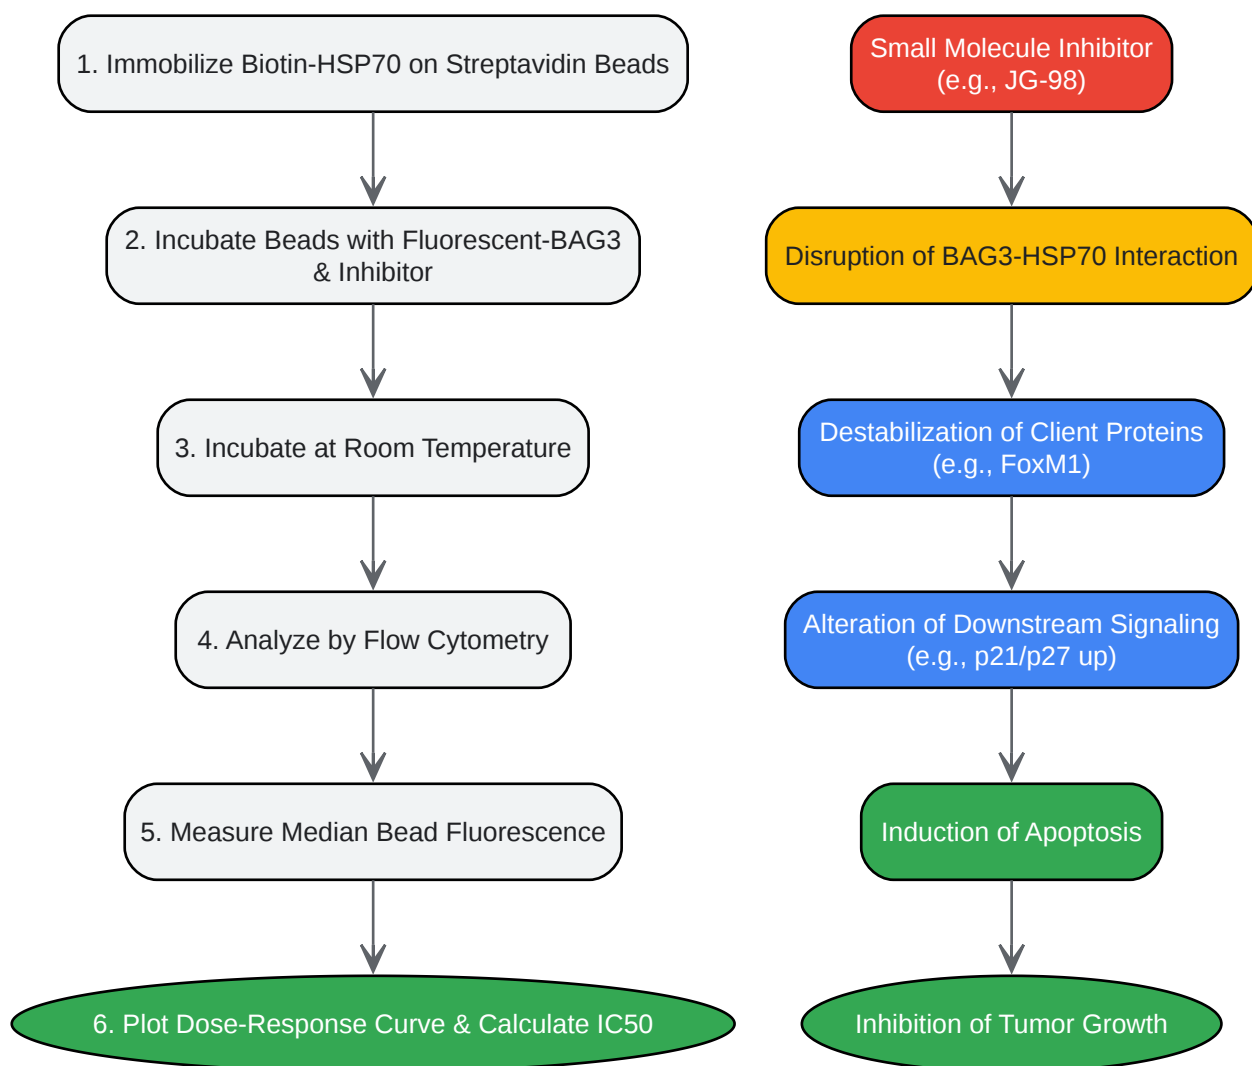 1. Immobilize Biotin-HSP70 on Streptavidin Beads
2. Incubate Beads with Fluorescent-BAG3
& Inhibitor
3. Incubate at Room Temperature
4. Analyze by Flow Cytometry
5. Measure Median Bead Fluorescence
6. Plot Dose-Response Curve & Calculate IC50
Small Molecule Inhibitor
(e.g., JG-98)
Disruption of BAG3-HSP70 Interaction
Destabilization of Client Proteins
(e.g., FoxM1)
Alteration of Downstream Signaling
(e.g., p21/p27 up)
Induction of Apoptosis
Inhibition of Tumor Growth